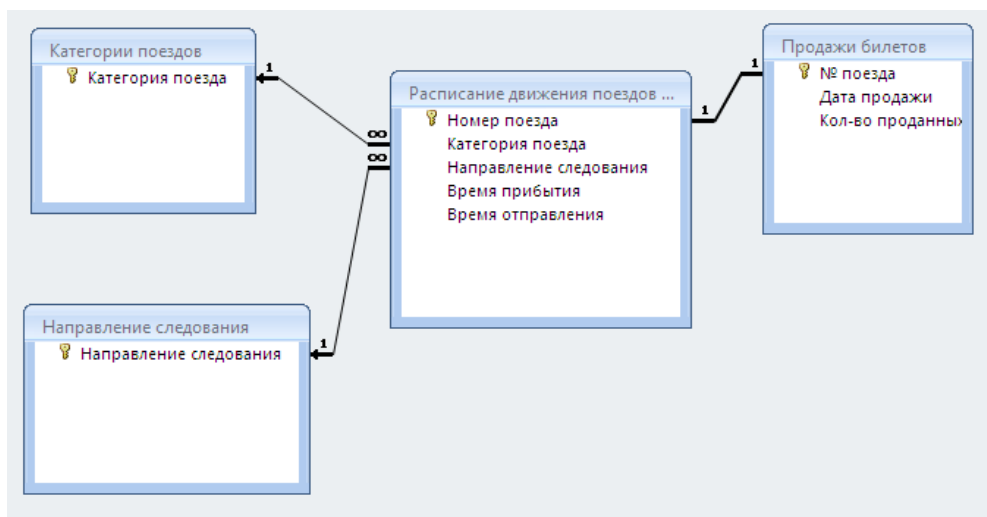 Категории поездов
Категория поезда
1
∞
∞
Расписание движения поездов ...
Номер поезда
Категория поезда
Направление следования
Время прибытия
Время отправления
1
1
Продажи билетов
№ поезда
Дата продажи
Кол-во проданных
Направление следования
Направление следования
1